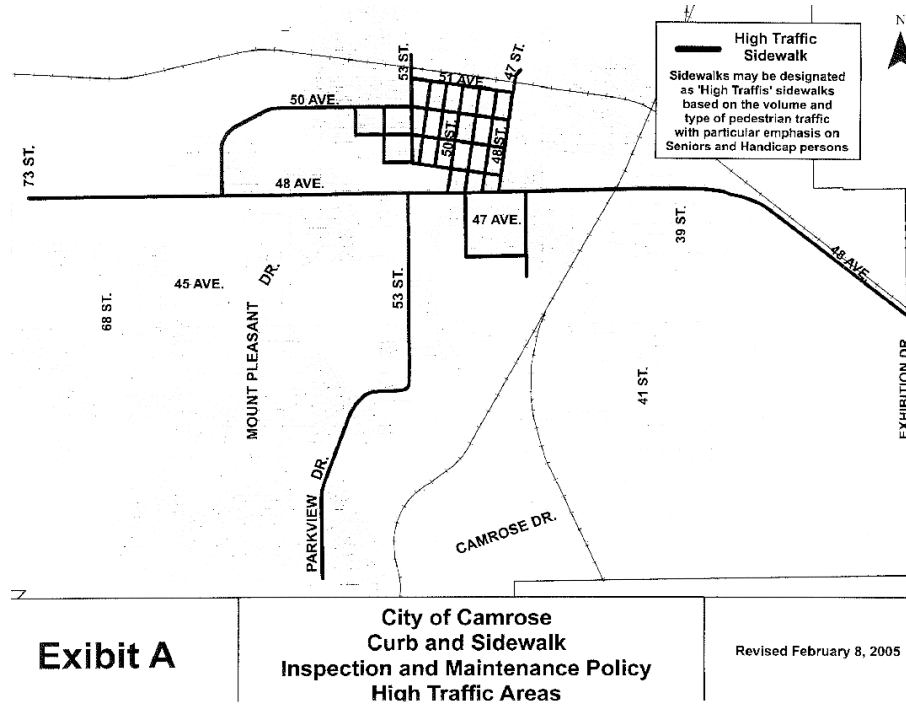 N
High Traffic
Sidewalk
Sidewalks may be designated
as 'High Traffis' sidewalks
based on the volume and
type of pedestrian traffic
with particular emphasis on
Seniors and Handicap persons
53 ST.
47 ST.
51 AVE.
50 AVE.
50 ST.
48 ST.
73 ST.
48 AVE.
47 AVE.
39 ST.
48 AVE.
45 AVE.
DR.
53 ST.
68 ST.
MOUNT PLEASANT
41 ST.
EXHIBITION DR.
DR.
PARKVIEW
CAMROSE DR.
Exibit A
City of Camrose
Curb and Sidewalk
Inspection and Maintenance Policy
High Traffic Areas
Revised February 8, 2005